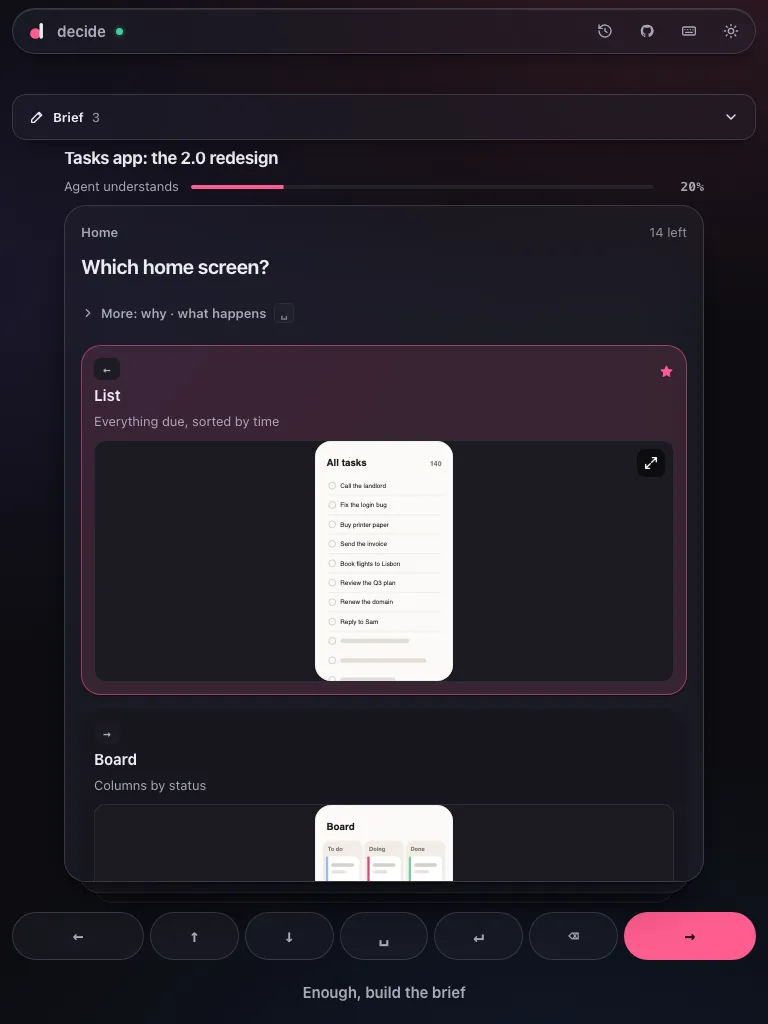 decide
Brief 3
Tasks app: the 2.0 redesign
Agent understands 20%
Home 14 left
Which home screen?
More: why · what happens ␣
←
List
Everything due, sorted by time
All tasks 140
Call the landlord
Fix the login bug
Buy printer paper
Send the invoice
Book flights to Lisbon
Review the Q3 plan
Renew the domain
Reply to Sam
→
Board
Columns by status
Board
To do Doing Done
← ↑ ↓ ␣ ↵ ⌫ →
Enough, build the brief